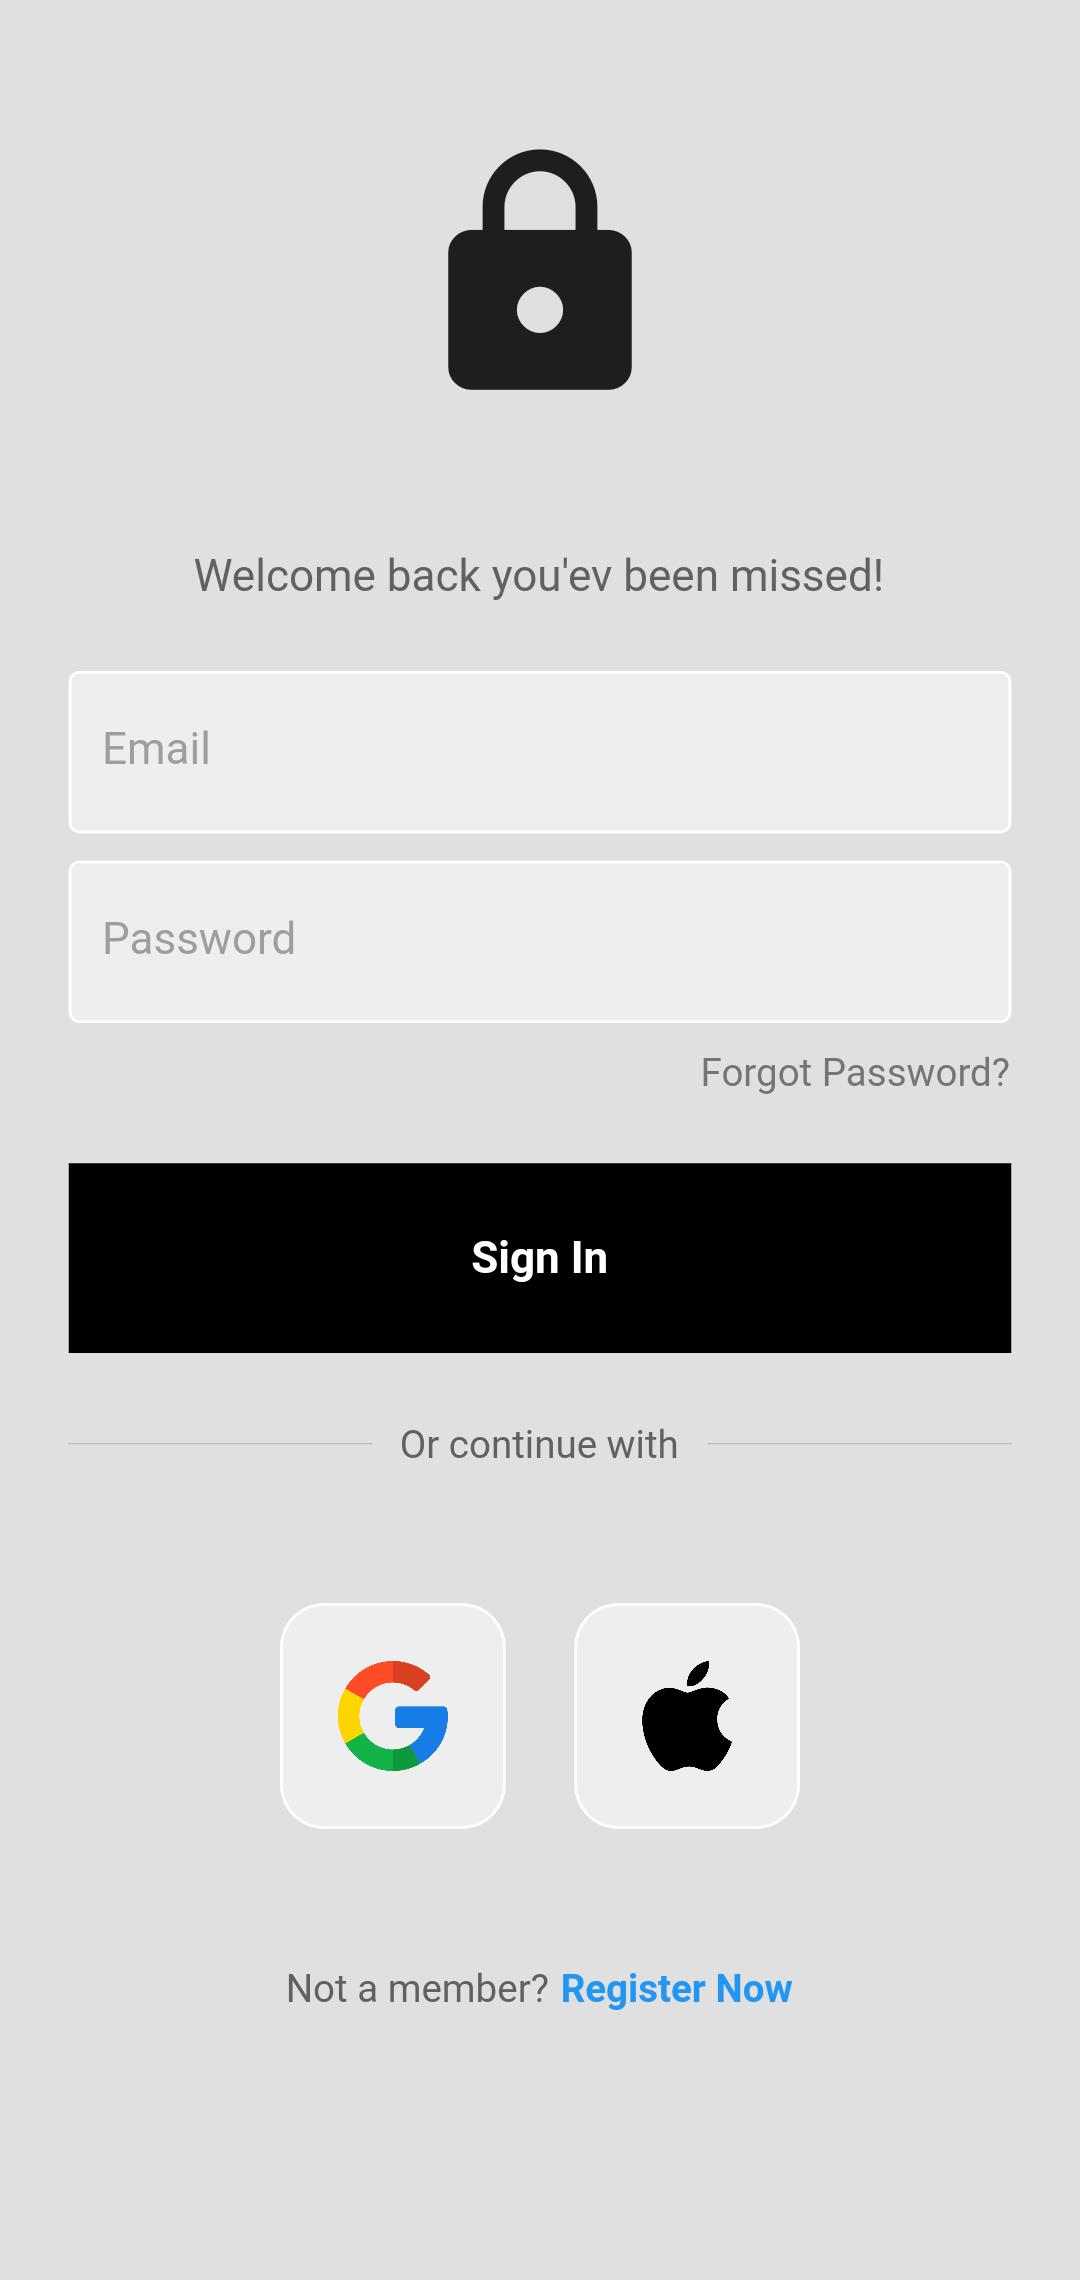 Welcome back you'ev been missed!
Email
Password
Forgot Password?
Sign In
Or continue with
Not a member? Register Now